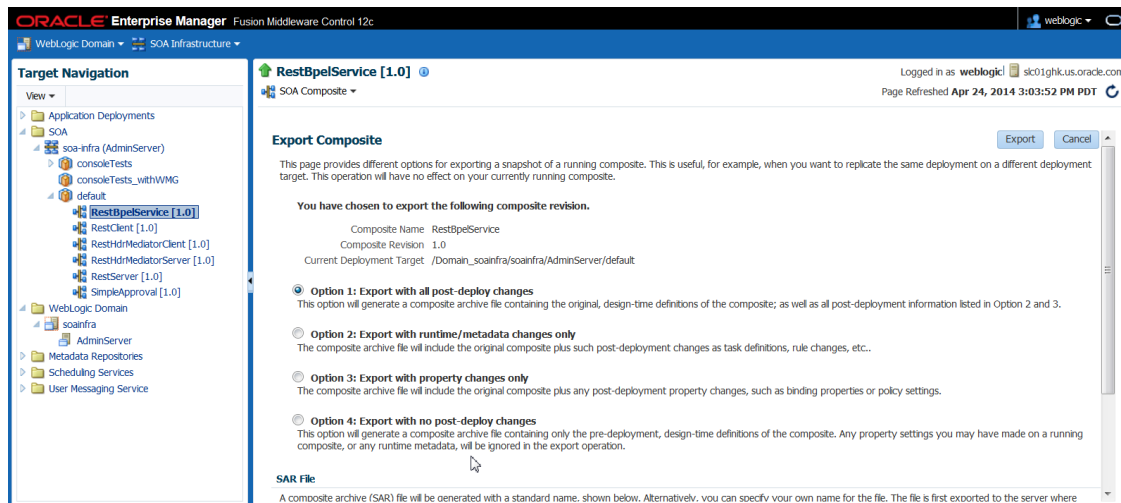 ORACLE Enterprise Manager Fusion Middleware Control 12c
weblogic
WebLogic Domain SOA Infrastructure
Target Navigation
View
Application Deployments
SOA
soa-infra (AdminServer)
consoleTests
consoleTests_withWMG
default
RestBpelService [1.0]
RestClient [1.0]
RestHdrMediatorClient [1.0]
RestHdrMediatorServer [1.0]
RestServer [1.0]
SimpleApproval [1.0]
WebLogic Domain
soainfra
AdminServer
Metadata Repositories
Scheduling Services
User Messaging Service
RestBpelService [1.0]
Logged in as weblogic slc01ghk.us.oracle.com
SOA Composite
Page Refreshed Apr 24, 2014 3:03:52 PM PDT
Export Composite
Export Cancel
This page provides different options for exporting a snapshot of a running composite. This is useful, for example, when you want to replicate the same deployment on a different deployment
target. This operation will have no effect on your currently running composite.
You have chosen to export the following composite revision.
Composite Name RestBpelService
Composite Revision 1.0
Current Deployment Target /Domain_soainfra/soainfra/AdminServer/default
Option 1: Export with all post-deploy changes
This option will generate a composite archive file containing the original, design-time definitions of the composite; as well as all post-deployment information listed in Option 2 and 3.
Option 2: Export with runtime/metadata changes only
The composite archive file will include the original composite plus such post-deployment changes as task definitions, rule changes, etc..
Option 3: Export with property changes only
The composite archive file will include the original composite plus any post-deployment property changes, such as binding properties or policy settings.
Option 4: Export with no post-deploy changes
This option will generate a composite archive file containing only the pre-deployment, design-time definitions of the composite. Any property settings you may have made on a running
composite, or any runtime metadata, will be ignored in the export operation.
SAR File
A composite archive (SAR) file will be generated with a standard name, shown below. Alternatively, you can specify your own name for the file. The file is first exported to the server where